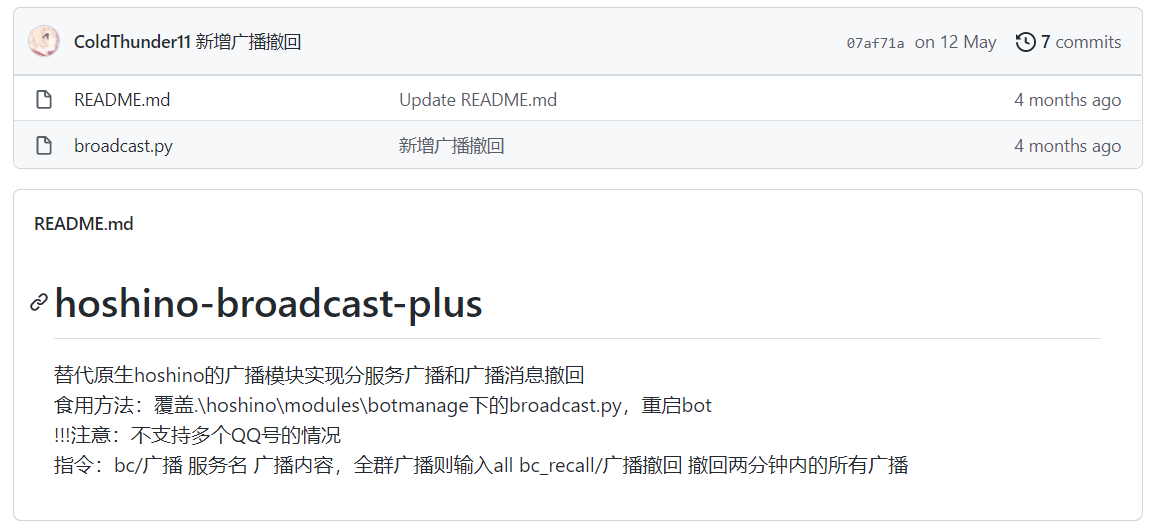 ColdThunder11 新增广播撤回 07af71a on 12 May 7 commits
README.md Update README.md 4 months ago
broadcast.py 新增广播撤回 4 months ago
README.md
hoshino-broadcast-plus
替代原生hoshino的广播模块实现分服务广播和广播消息撤回
食用方法：覆盖.\hoshino\modules\botmanage下的broadcast.py，重启bot
!!!注意：不支持多个QQ号的情况
指令：bc/广播 服务名 广播内容，全群广播则输入all bc_recall/广播撤回 撤回两分钟内的所有广播